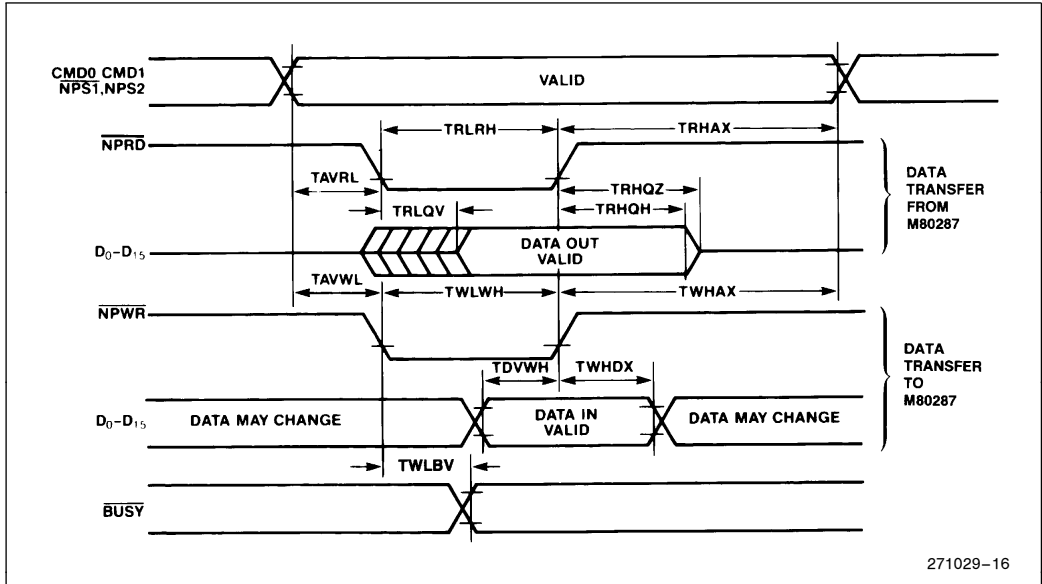 CMD0 CMD1
NPS1,NPS2
VALID
TRLRH
TRHAX
NPRD
TAVRL
TRHQZ
TRLQV
TRHQH
DATA
TRANSFER
FROM
M80287
D0–D15
DATA OUT
VALID
TAVWL
TWLWH
TWHAX
NPWR
TDVWH
TWHDX
DATA
TRANSFER
TO
M80287
D0–D15
DATA MAY CHANGE
DATA IN
VALID
DATA MAY CHANGE
TWLBV
BUSY
271029–16